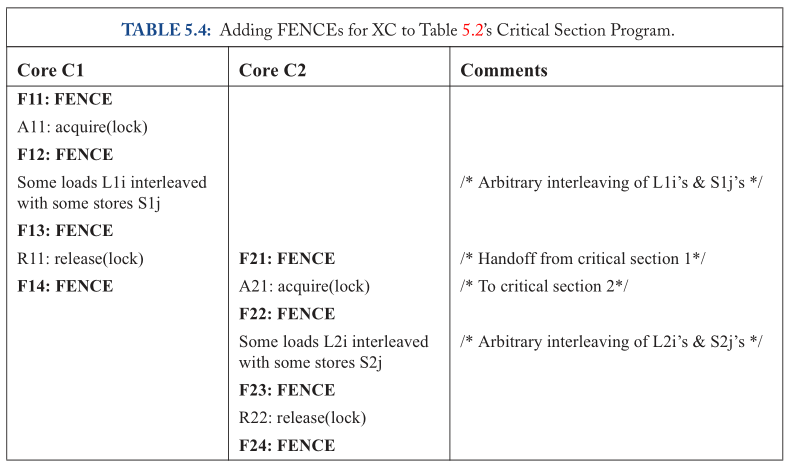 TABLE 5.4: Adding FENCEs for XC to Table 5.2's Critical Section Program.
Core C1 Core C2 Comments
F11: FENCE
A11: acquire(lock)
F12: FENCE
Some loads L1i interleaved /* Arbitrary interleaving of L1i's & S1j's */
with some stores S1j
F13: FENCE
R11: release(lock) F21: FENCE /* Handoff from critical section 1*/
F14: FENCE A21: acquire(lock) /* To critical section 2*/
F22: FENCE
Some loads L2i interleaved /* Arbitrary interleaving of L2i's & S2j's */
with some stores S2j
F23: FENCE
R22: release(lock)
F24: FENCE